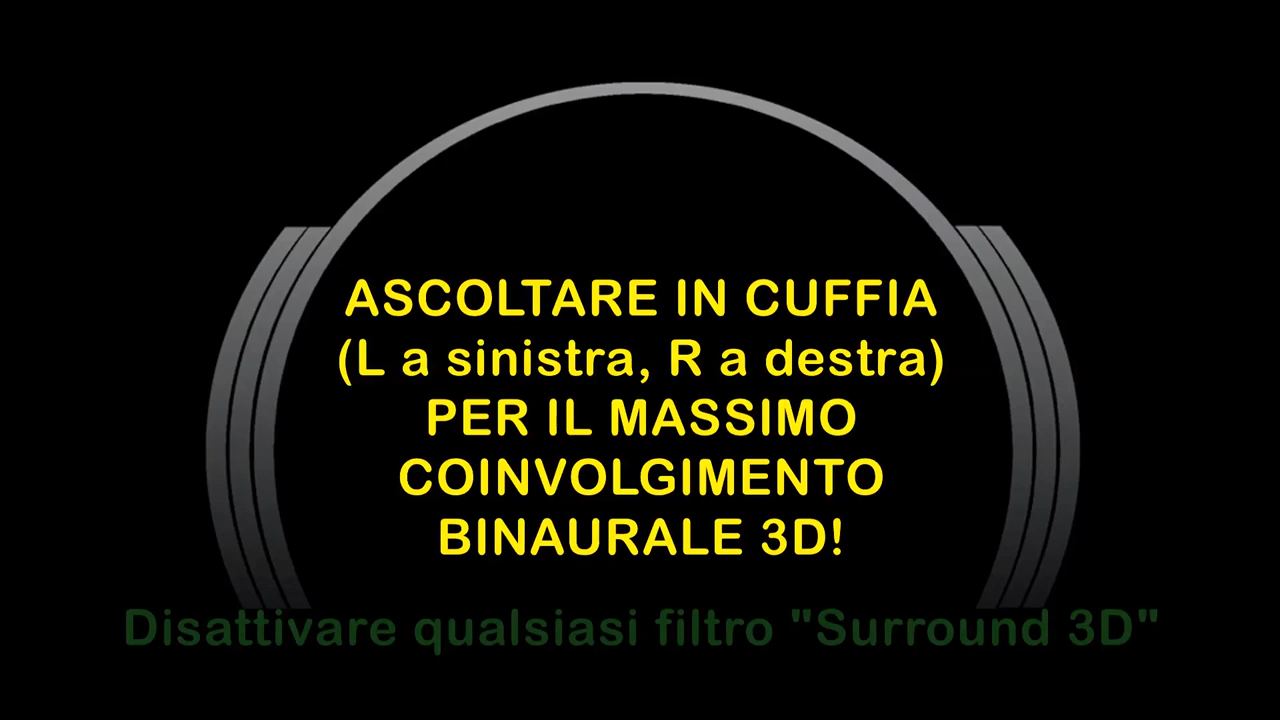 ASCOLTARE IN CUFFIA
(L a sinistra, R a destra)
PER IL MASSIMO
COINVOLGIMENTO
BINAURALE 3D!
Disattivare qualsiasi filtro "Surround 3D"